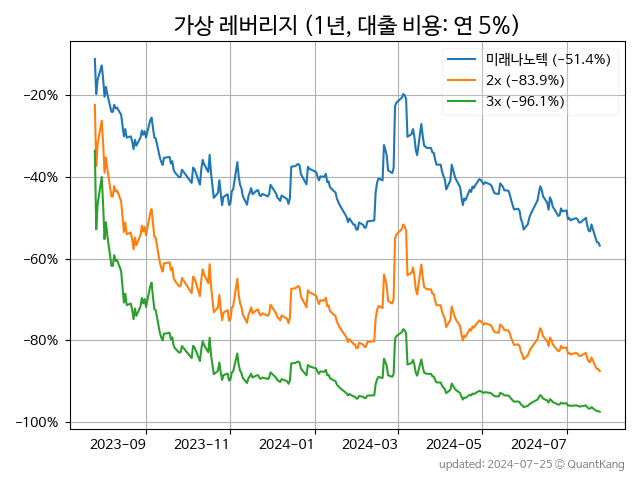 가상 레버리지 (1년, 대출 비용: 연 5%)
미래나노텍 (−51.4%)
2x (−83.9%)
3x (−96.1%)
−20%
−40%
−60%
−80%
−100%
2023−09 2023−11 2024−01 2024−03 2024−05 2024−07
updated: 2024-07-25 © QuantKang